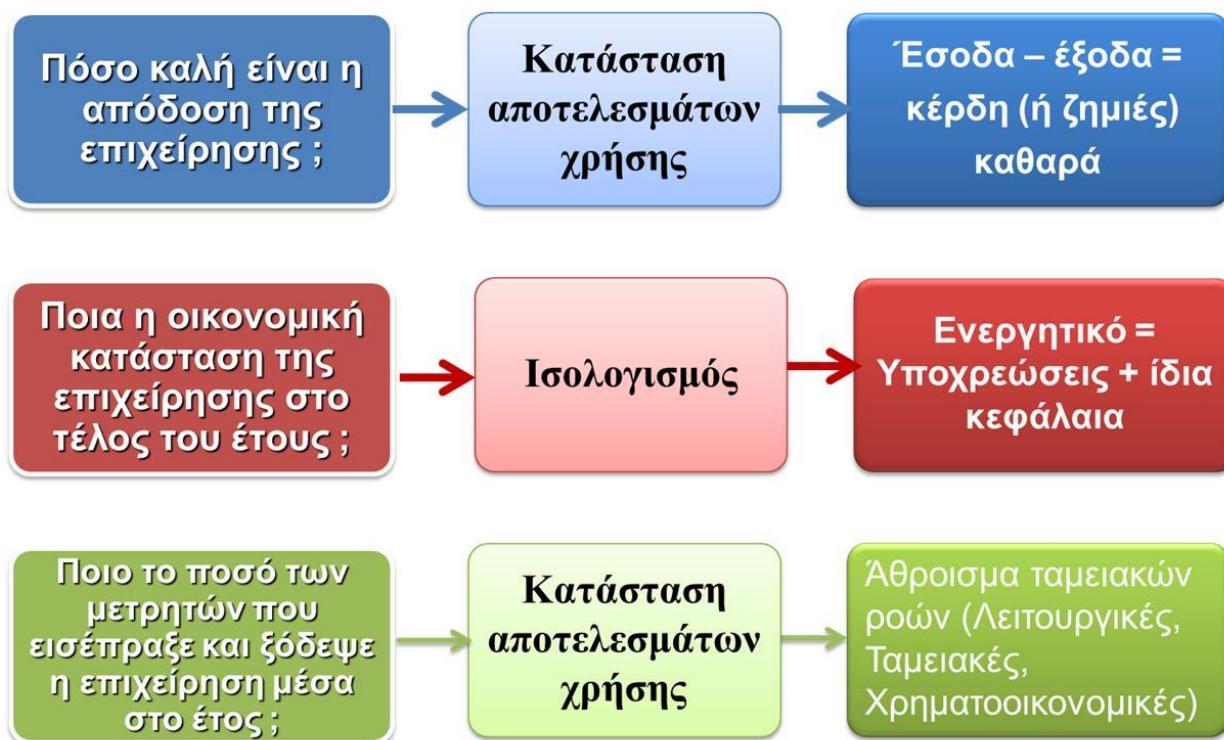 Πόσο καλή είναι η
απόδοση της
επιχείρησης ;
Κατάσταση
αποτελεσμάτων
χρήσης
Έσοδα – έξοδα =
κέρδη (ή ζημιές)
καθαρά
Ποια η οικονομική
κατάσταση της
επιχείρησης στο
τέλος του έτους ;
Ισολογισμός
Ενεργητικό =
Υποχρεώσεις + ίδια
κεφάλαια
Ποιο το ποσό των
μετρητών που
εισέπραξε και ξόδεψε
η επιχείρηση μέσα
στο έτος ;
Κατάσταση
αποτελεσμάτων
χρήσης
Άθροισμα ταμειακών
ροών (Λειτουργικές,
Ταμειακές,
Χρηματοοικονομικές)